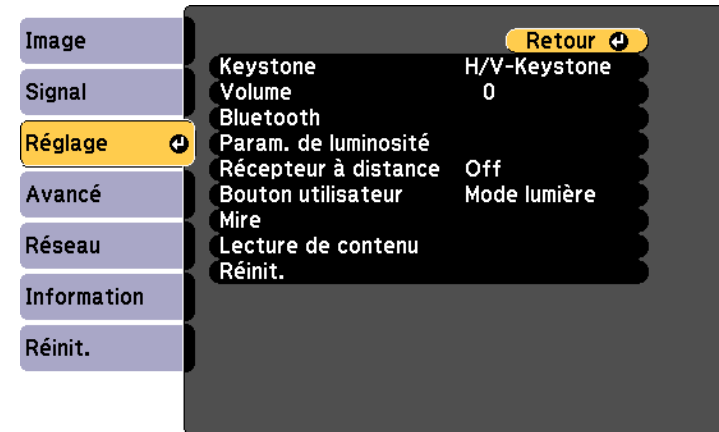 Image
Signal
Réglage
Avancé
Réseau
Information
Réinit.
Retour
Keystone H/V-Keystone
Volume 0
Bluetooth
Param. de luminosité
Récepteur à distance Off
Bouton utilisateur Mode lumière
Mire
Lecture de contenu
Réinit.